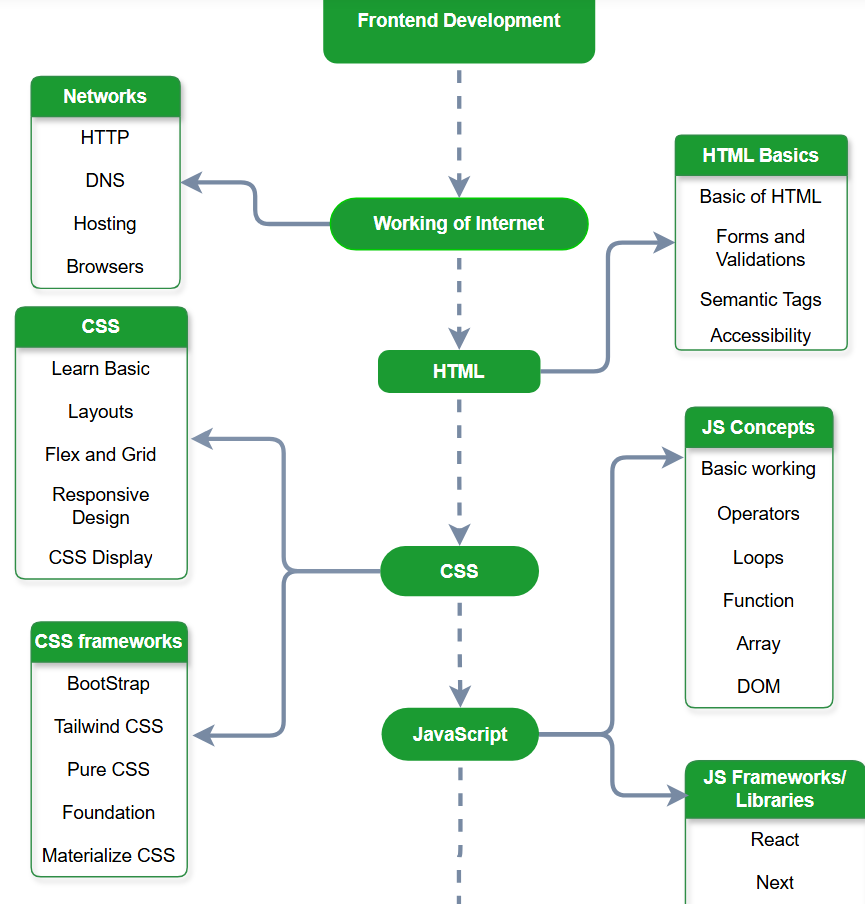 Frontend Development
Networks
HTTP
DNS
Hosting
Browsers
Working of Internet
HTML Basics
Basic of HTML
Forms and
Validations
Semantic Tags
Accessibility
HTML
CSS
Learn Basic
Layouts
Flex and Grid
Responsive
Design
CSS Display
CSS
CSS frameworks
BootStrap
Tailwind CSS
Pure CSS
Foundation
Materialize CSS
JS Concepts
Basic working
Operators
Loops
Function
Array
DOM
JavaScript
JS Frameworks/
Libraries
React
Next